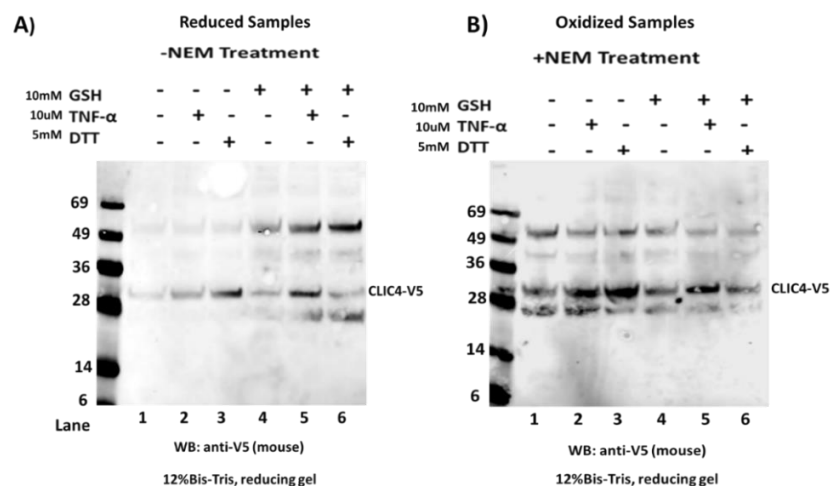 A)
Reduced Samples
-NEM Treatment
10mM GSH - - - + + +
10uM TNF-α - + - - + -
5mM DTT - - + - - +
69
49
36
28
14
6
CLIC4-V5
Lane 1 2 3 4 5 6
WB: anti-V5 (mouse)
12%Bis-Tris, reducing gel
B)
Oxidized Samples
+NEM Treatment
10mM GSH - - - + + +
10uM TNF-α - + - - + -
5mM DTT - - + - - +
69
49
36
28
14
6
CLIC4-V5
1 2 3 4 5 6
WB: anti-V5 (mouse)
12%Bis-Tris, reducing gel